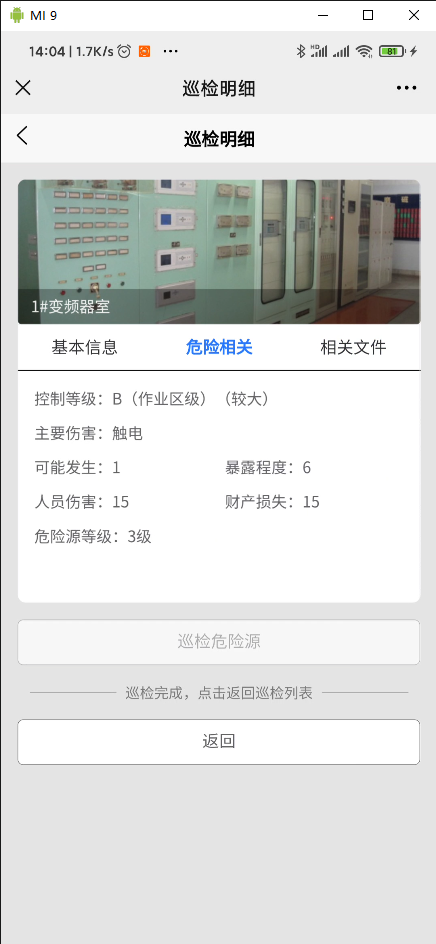 MI 9
14:04 | 1.7K/s
HD
81
巡检明细
巡检明细
1#变频器室
基本信息 危险相关 相关文件
控制等级：B（作业区级）（较大）
主要伤害：触电
可能发生：1 暴露程度：6
人员伤害：15 财产损失：15
危险源等级：3级
巡检危险源
巡检完成，点击返回巡检列表
返回